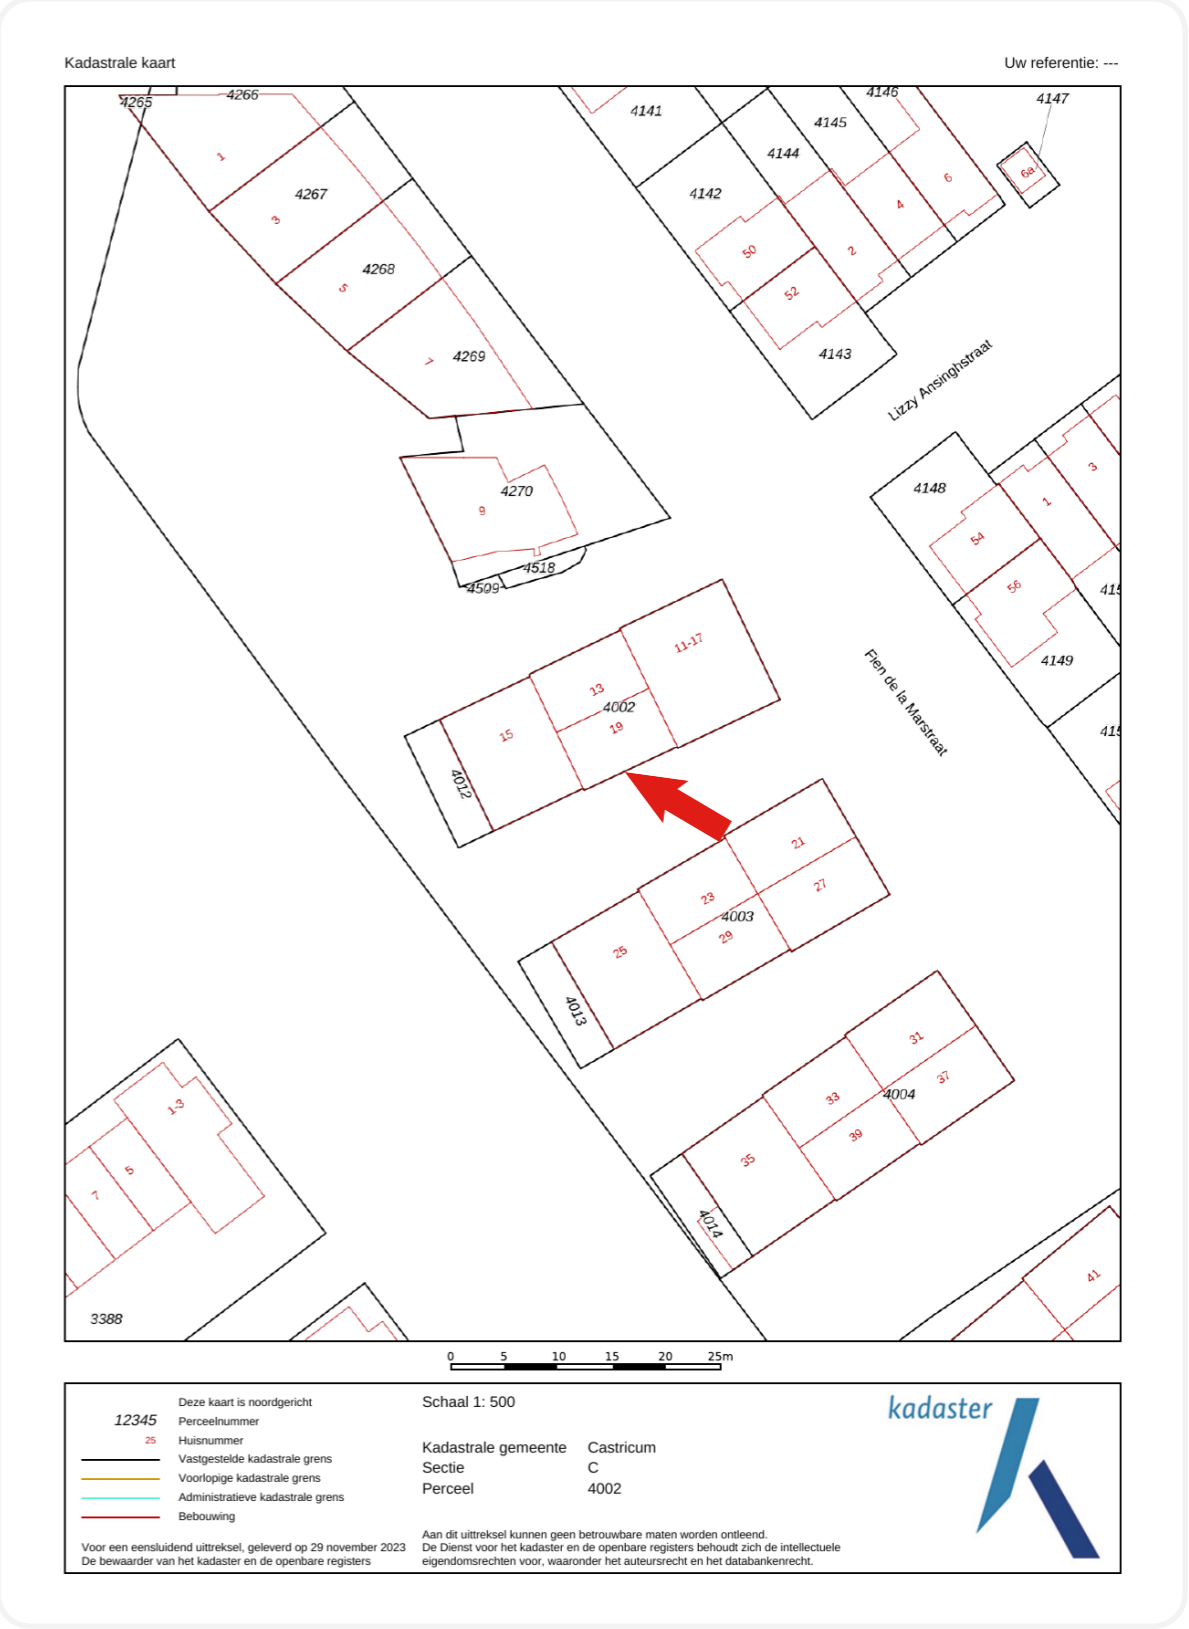 Kadastrale kaart
Uw referentie: ---
4265
4266
4141
4146
4147
4145
4144
1
4267
4142
6
6a
3
4
50
2
4268
5
52
4269
7
4143
Lizzy Ansinghstraat
3
4270
4148
1
9
54
4518
4509
56
415
11-17
4149
13
4002
Fien de la Marstraat
19
15
415
4012
21
27
23
4003
29
25
4013
31
37
4004
33
1-3
39
35
5
7
4014
41
3388
0 5 10 15 20 25m
Deze kaart is noordgericht
12345 Perceelnummer
25 Huisnummer
Vastgestelde kadastrale grens
Voorlopige kadastrale grens
Administratieve kadastrale grens
Bebouwing
Voor een eensluidend uittreksel, geleverd op 29 november 2023
De bewaarder van het kadaster en de openbare registers
Schaal 1: 500
Kadastrale gemeente Castricum
Sectie C
Perceel 4002
Aan dit uittreksel kunnen geen betrouwbare maten worden ontleend.
De Dienst voor het kadaster en de openbare registers behoudt zich de intellectuele
eigendomsrechten voor, waaronder het auteursrecht en het databankenrecht.
kadaster